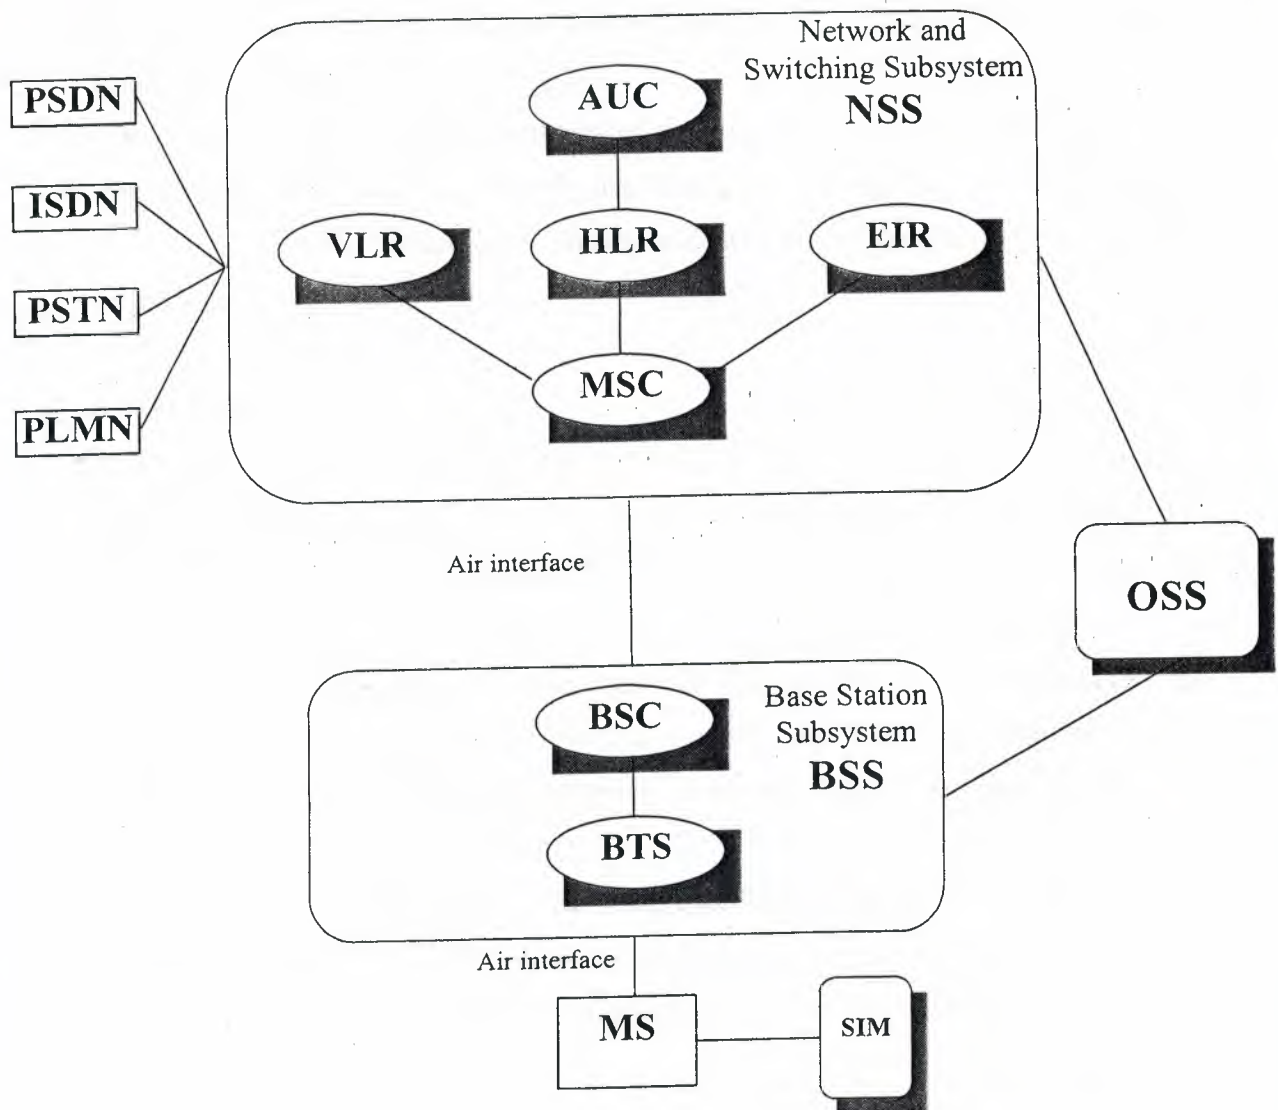 Network and
Switching Subsystem
NSS
PSDN
AUC
ISDN
VLR
HLR
EIR
PSTN
MSC
PLMN
Air interface
OSS
Base Station
Subsystem
BSS
BSC
BTS
Air interface
MS
SIM